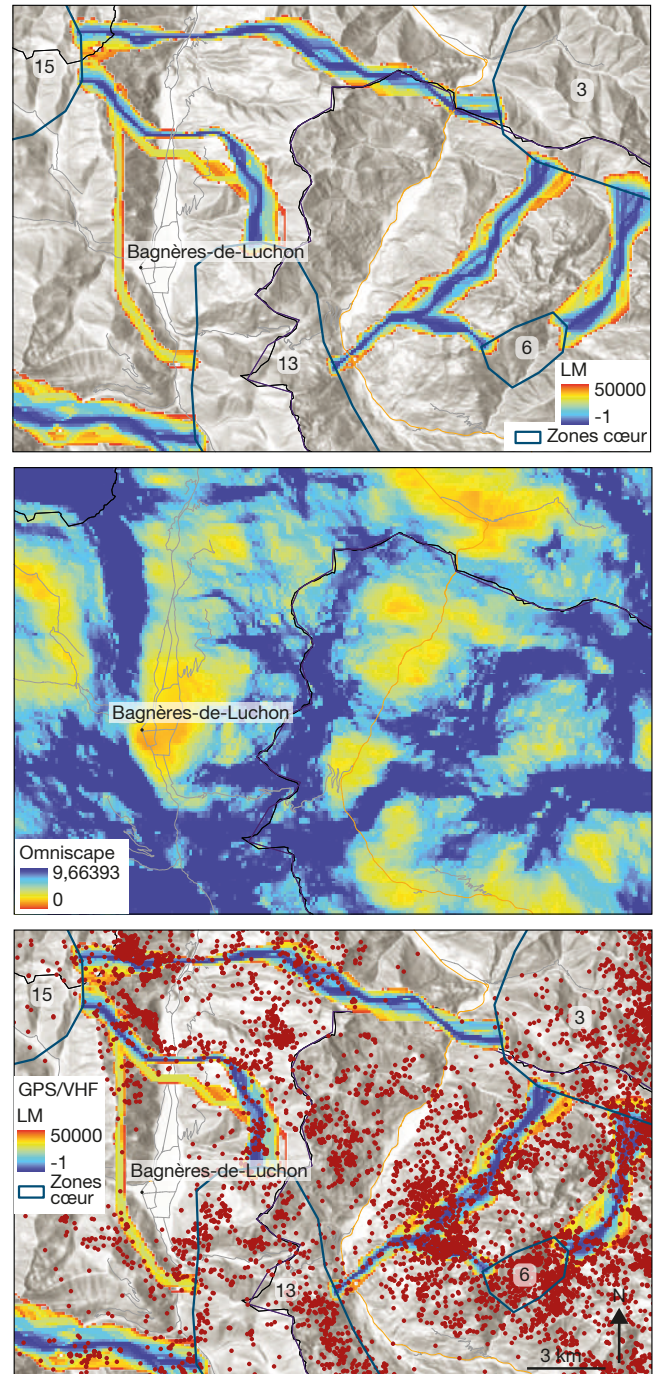 15
3
Bagnères-de-Luchon
13
6
LM
50000
-1
Zones cœur
Bagnères-de-Luchon
Omniscape
9,66393
0
15
3
GPS/VHF
LM
50000
-1
Zones
cœur
Bagnères-de-Luchon
6
13
N
3 km